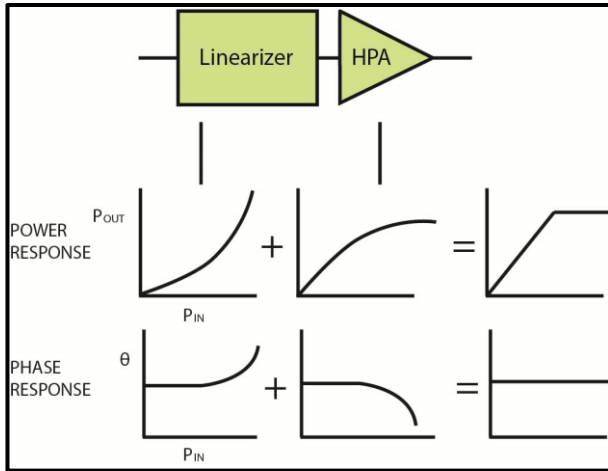 Linearizer
HPA
POWER
RESPONSE
POUT
+
=
PIN
PHASE
RESPONSE
θ
+
=
PIN